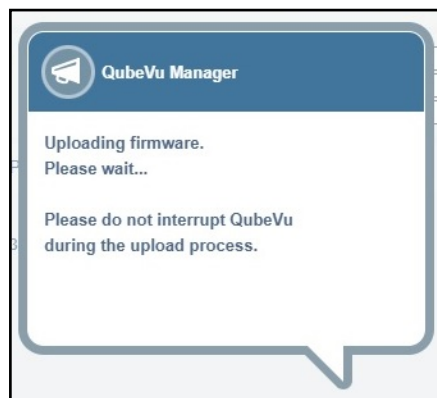 QubeVu Manager
Uploading firmware.
Please wait...
Please do not interrupt QubeVu
during the upload process.